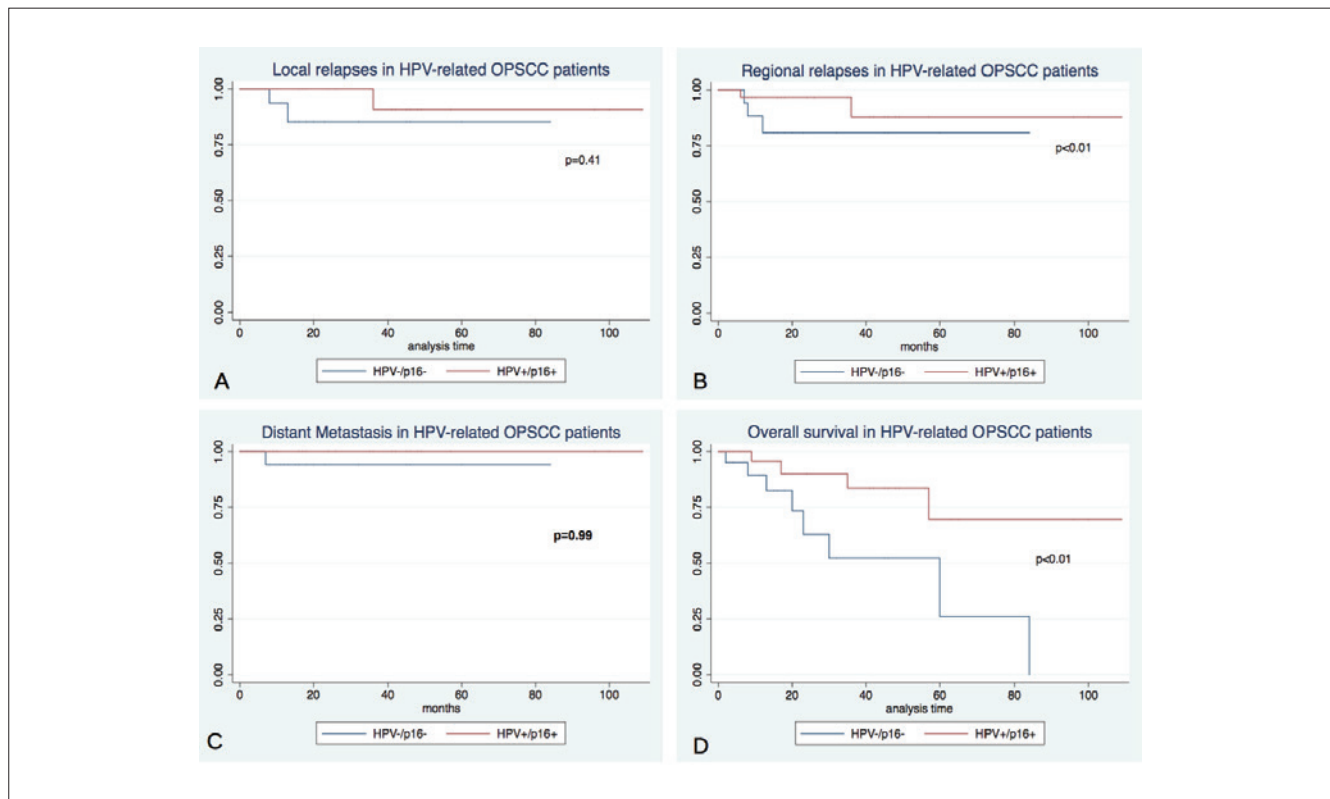 Local relapses in HPV-related OPSCC patients
1.00
0.75
0.50
0.25
0.00
p=0.41
0 20 40 60 80 100
analysis time
HPV-/p16- HPV+/p16+
A
Regional relapses in HPV-related OPSCC patients
1.00
0.75
0.50
0.25
0.00
p<0.01
0 20 40 60 80 100
months
HPV-/p16- HPV+/p16+
B
Distant Metastasis in HPV-related OPSCC patients
1.00
0.75
0.50
0.25
0.00
p=0.99
0 20 40 60 80 100
months
HPV-/p16- HPV+/p16+
C
Overall survival in HPV-related OPSCC patients
1.00
0.75
0.50
0.25
0.00
p<0.01
0 20 40 60 80 100
analysis time
HPV-/p16- HPV+/p16+
D